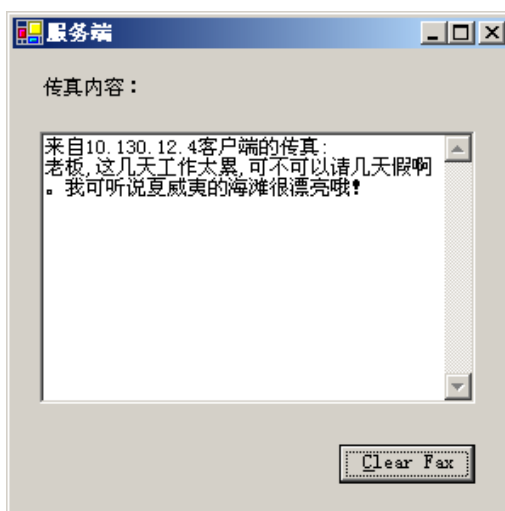 服务端
传真内容：
来自10.130.12.4客户端的传真:
老板,这几天工作太累,可不可以请几天假啊
。我可听说夏威夷的海滩很漂亮哦!
Clear Fax